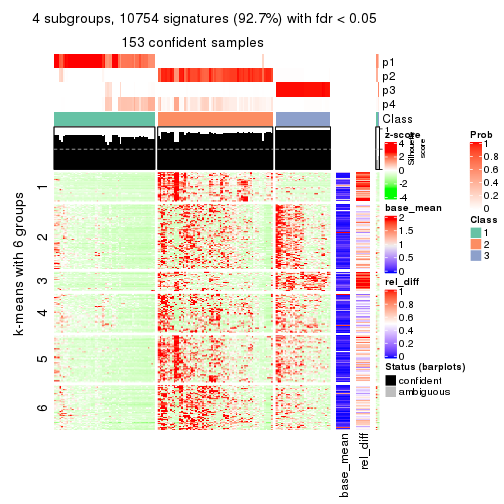 4 subgroups, 10754 signatures (92.7%) with fdr < 0.05
153 confident samples
p1
p2
p3
p4
Class
Silhouette
score
k-means with 6 groups
1
2
3
4
5
6
base_mean
rel_diff
z-score
4
2
0
-2
-4
base_mean
2
1.5
1
0.5
0
rel_diff
1
0.8
0.6
0.4
0.2
0
Status (barplots)
confident
ambiguous
Prob
1
0.8
0.6
0.4
0.2
0
Class
1
2
3